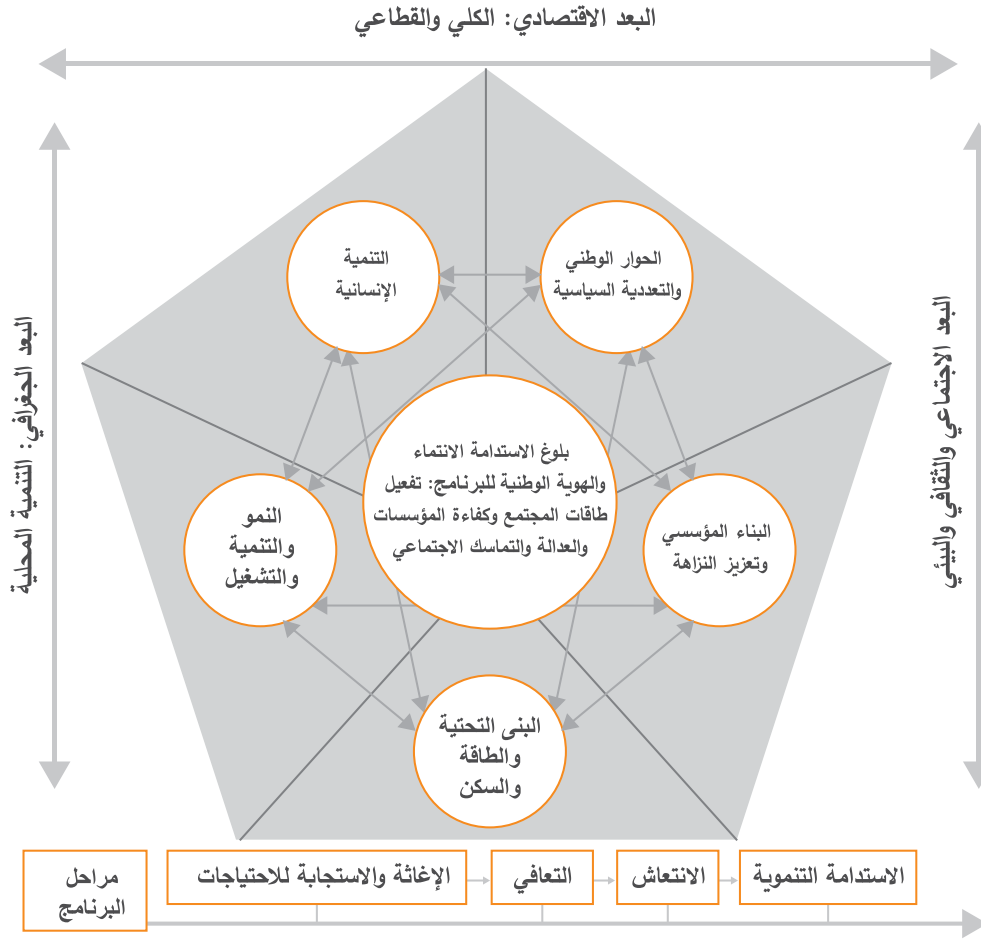 البعد الاقتصادي: الكلي والقطاعي
البعد الاجتماعي والثقافي والبيئي
الحوار الوطني
والتعددية السياسية
التنمية
الإنسانية
البعد الجغرافي: التنمية المحلية
بلوغ الاستدامة الانتماء
والهوية الوطنية للبرنامج: تفعيل
طاقات المجتمع وكفاءة المؤسسات
والعدالة والتماسك الاجتماعي
البناء المؤسسي
وتعزيز النزاهة
النمو
والتنمية
والتشغيل
البنى التحتية
والطاقة
والسكن
مراحل
البرنامج
الإغاثة والاستجابة للاحتياجات
التعافي
الانتعاش
الاستدامة التنموية